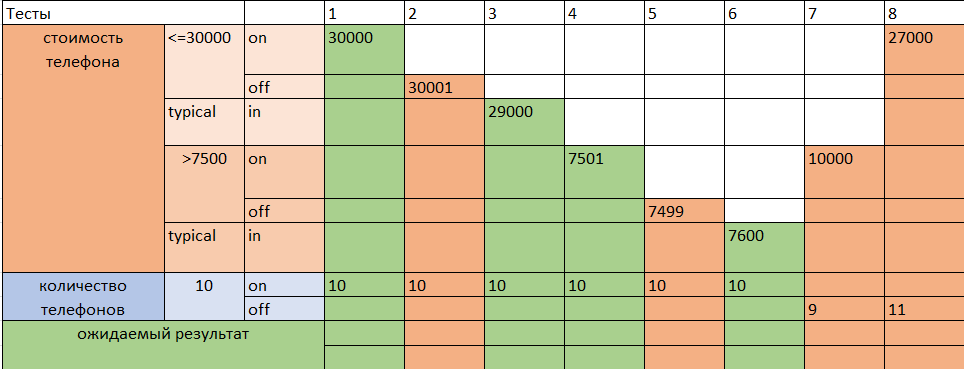 Тесты 1 2 3 4 5 6 7 8
стоимость телефона <=30000 on 30000 27000
off 30001
typical in 29000
>7500 on 7501 10000
off 7499
typical in 7600
количество телефонов 10 on 10 10 10 10 10 10
off 9 11
ожидаемый результат